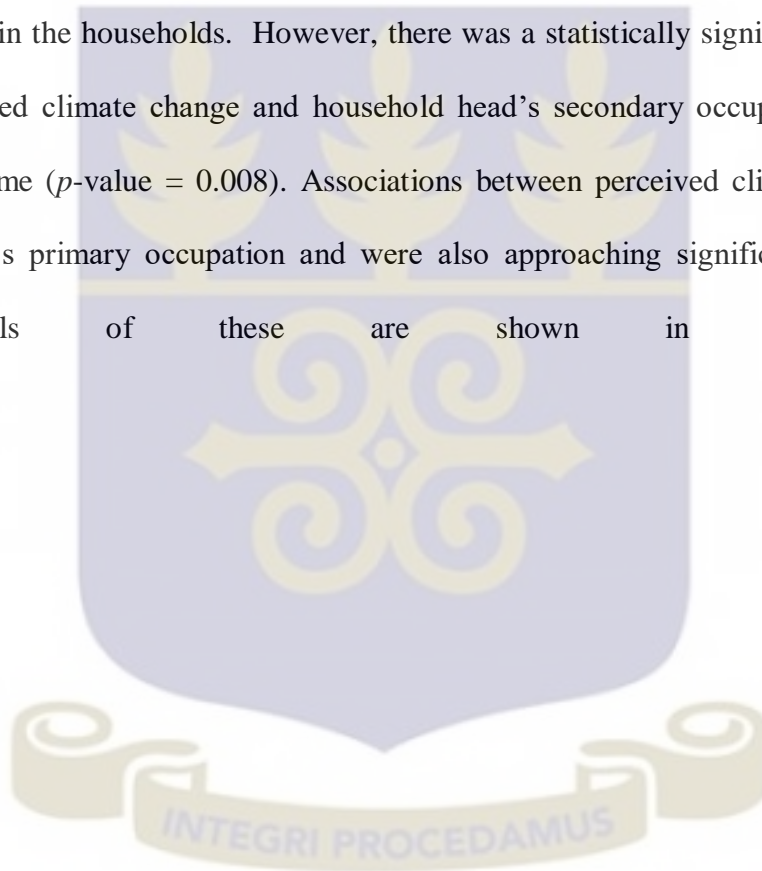 in the households. However, there was a statistically signi
ed climate change and household head's secondary occup
me (p-value = 0.008). Associations between perceived cli
s primary occupation and were also approaching signific
ls of these are shown in
INTEGRI PROCEDAMUS